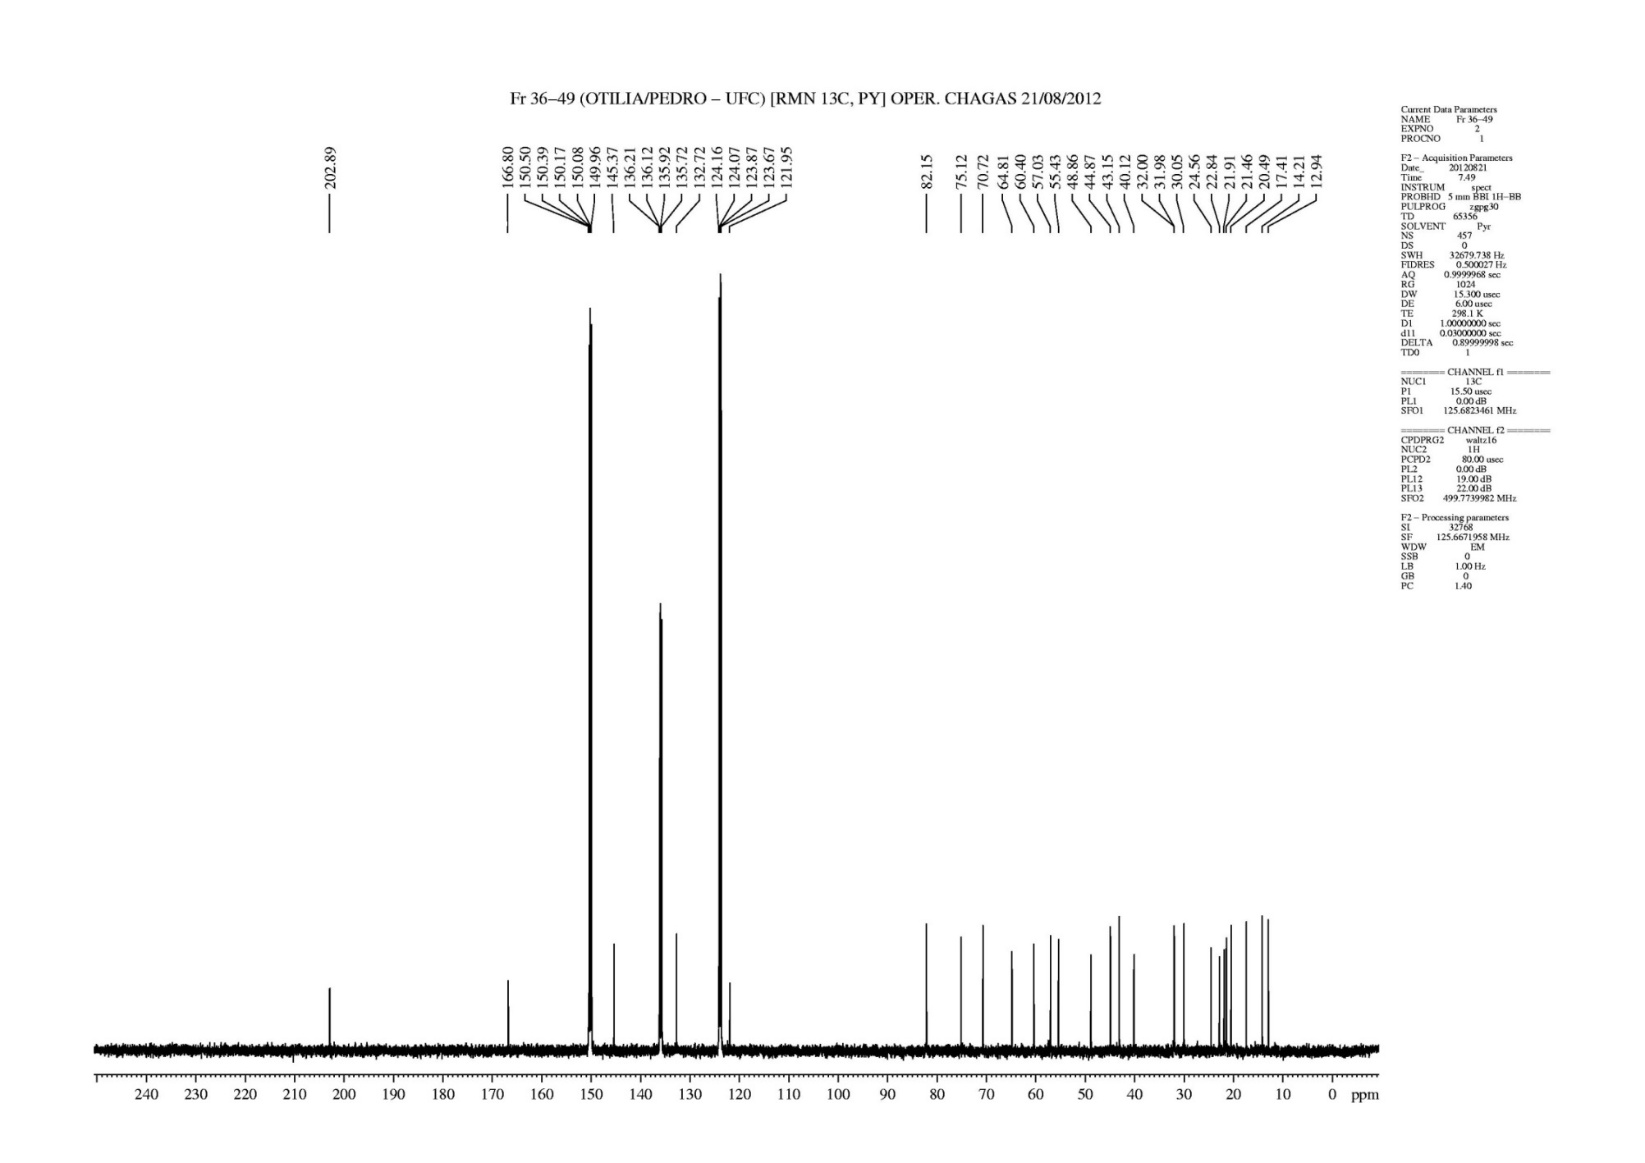 Fr 36–49 (OTILIA/PEDRO – UFC) [RMN 13C, PY] OPER. CHAGAS 21/08/2012
202.89
166.80
150.50
150.39
150.17
150.08
149.96
145.37
136.21
136.12
135.92
135.72
132.72
124.16
124.07
123.87
123.67
121.95
82.15
75.12
70.72
64.81
60.40
57.03
55.43
48.86
44.87
43.15
40.12
32.00
31.98
30.05
24.56
22.84
21.91
21.46
20.49
17.41
14.21
12.94
Current Data Parameters
NAME Fr 36–49
EXPNO 2
PROCNO 1
F2 – Acquisition Parameters
Date_ 20120821
Time 7.49
INSTRUM spect
PROBHD 5 mm BBI 1H–BB
PULPROG zgpg30
TD 65356
SOLVENT Pyr
NS 457
DS 0
SWH 32679.738 Hz
FIDRES 0.500027 Hz
AQ 0.9999968 sec
RG 1024
DW 15.300 usec
DE 6.00 usec
TE 298.1 K
D1 1.00000000 sec
d11 0.03000000 sec
DELTA 0.89999998 sec
TD0 1
======== CHANNEL f1 ========
NUC1 13C
P1 15.50 usec
PL1 0.00 dB
SFO1 125.6823461 MHz
======== CHANNEL f2 ========
CPDPRG2 waltz16
NUC2 1H
PCPD2 80.00 usec
PL2 0.00 dB
PL12 19.00 dB
PL13 22.00 dB
SFO2 499.7739982 MHz
F2 – Processing parameters
SI 32768
SF 125.6671958 MHz
WDW EM
SSB 0
LB 1.00 Hz
GB 0
PC 1.40
240 220 210 200 190 180 170 160 150 140 130 120 110 100 90 80 70 60 50 40 30 20 10 0 ppm